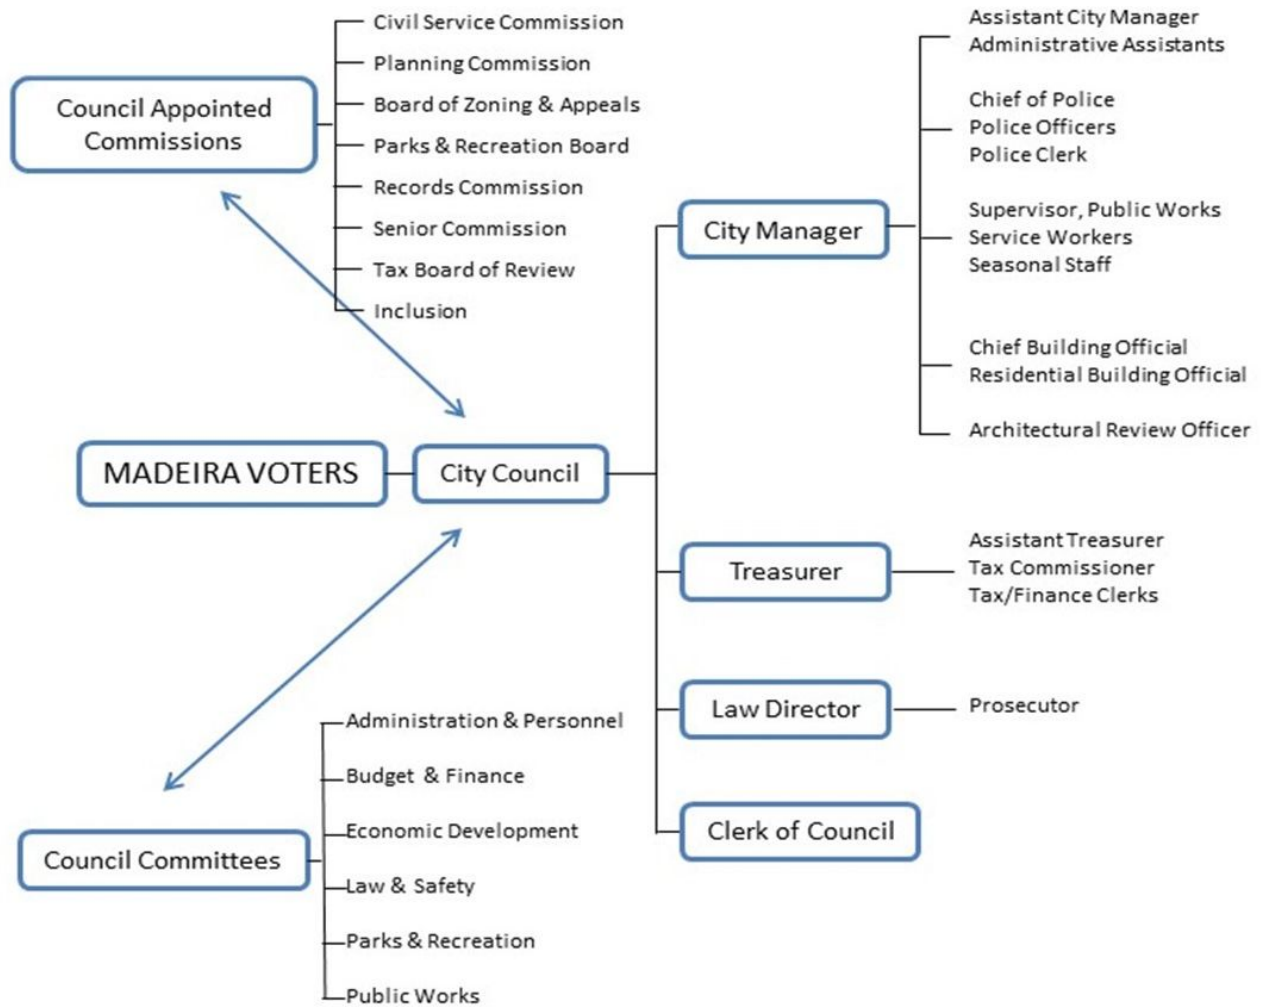 Council Appointed
Commissions
Civil Service Commission
Planning Commission
Board of Zoning & Appeals
Parks & Recreation Board
Records Commission
Senior Commission
Tax Board of Review
Inclusion
MADEIRA VOTERS
City Council
Council Committees
Administration & Personnel
Budget & Finance
Economic Development
Law & Safety
Parks & Recreation
Public Works
City Manager
Assistant City Manager
Administrative Assistants
Chief of Police
Police Officers
Police Clerk
Supervisor, Public Works
Service Workers
Seasonal Staff
Chief Building Official
Residential Building Official
Architectural Review Officer
Treasurer
Assistant Treasurer
Tax Commissioner
Tax/Finance Clerks
Law Director
Prosecutor
Clerk of Council